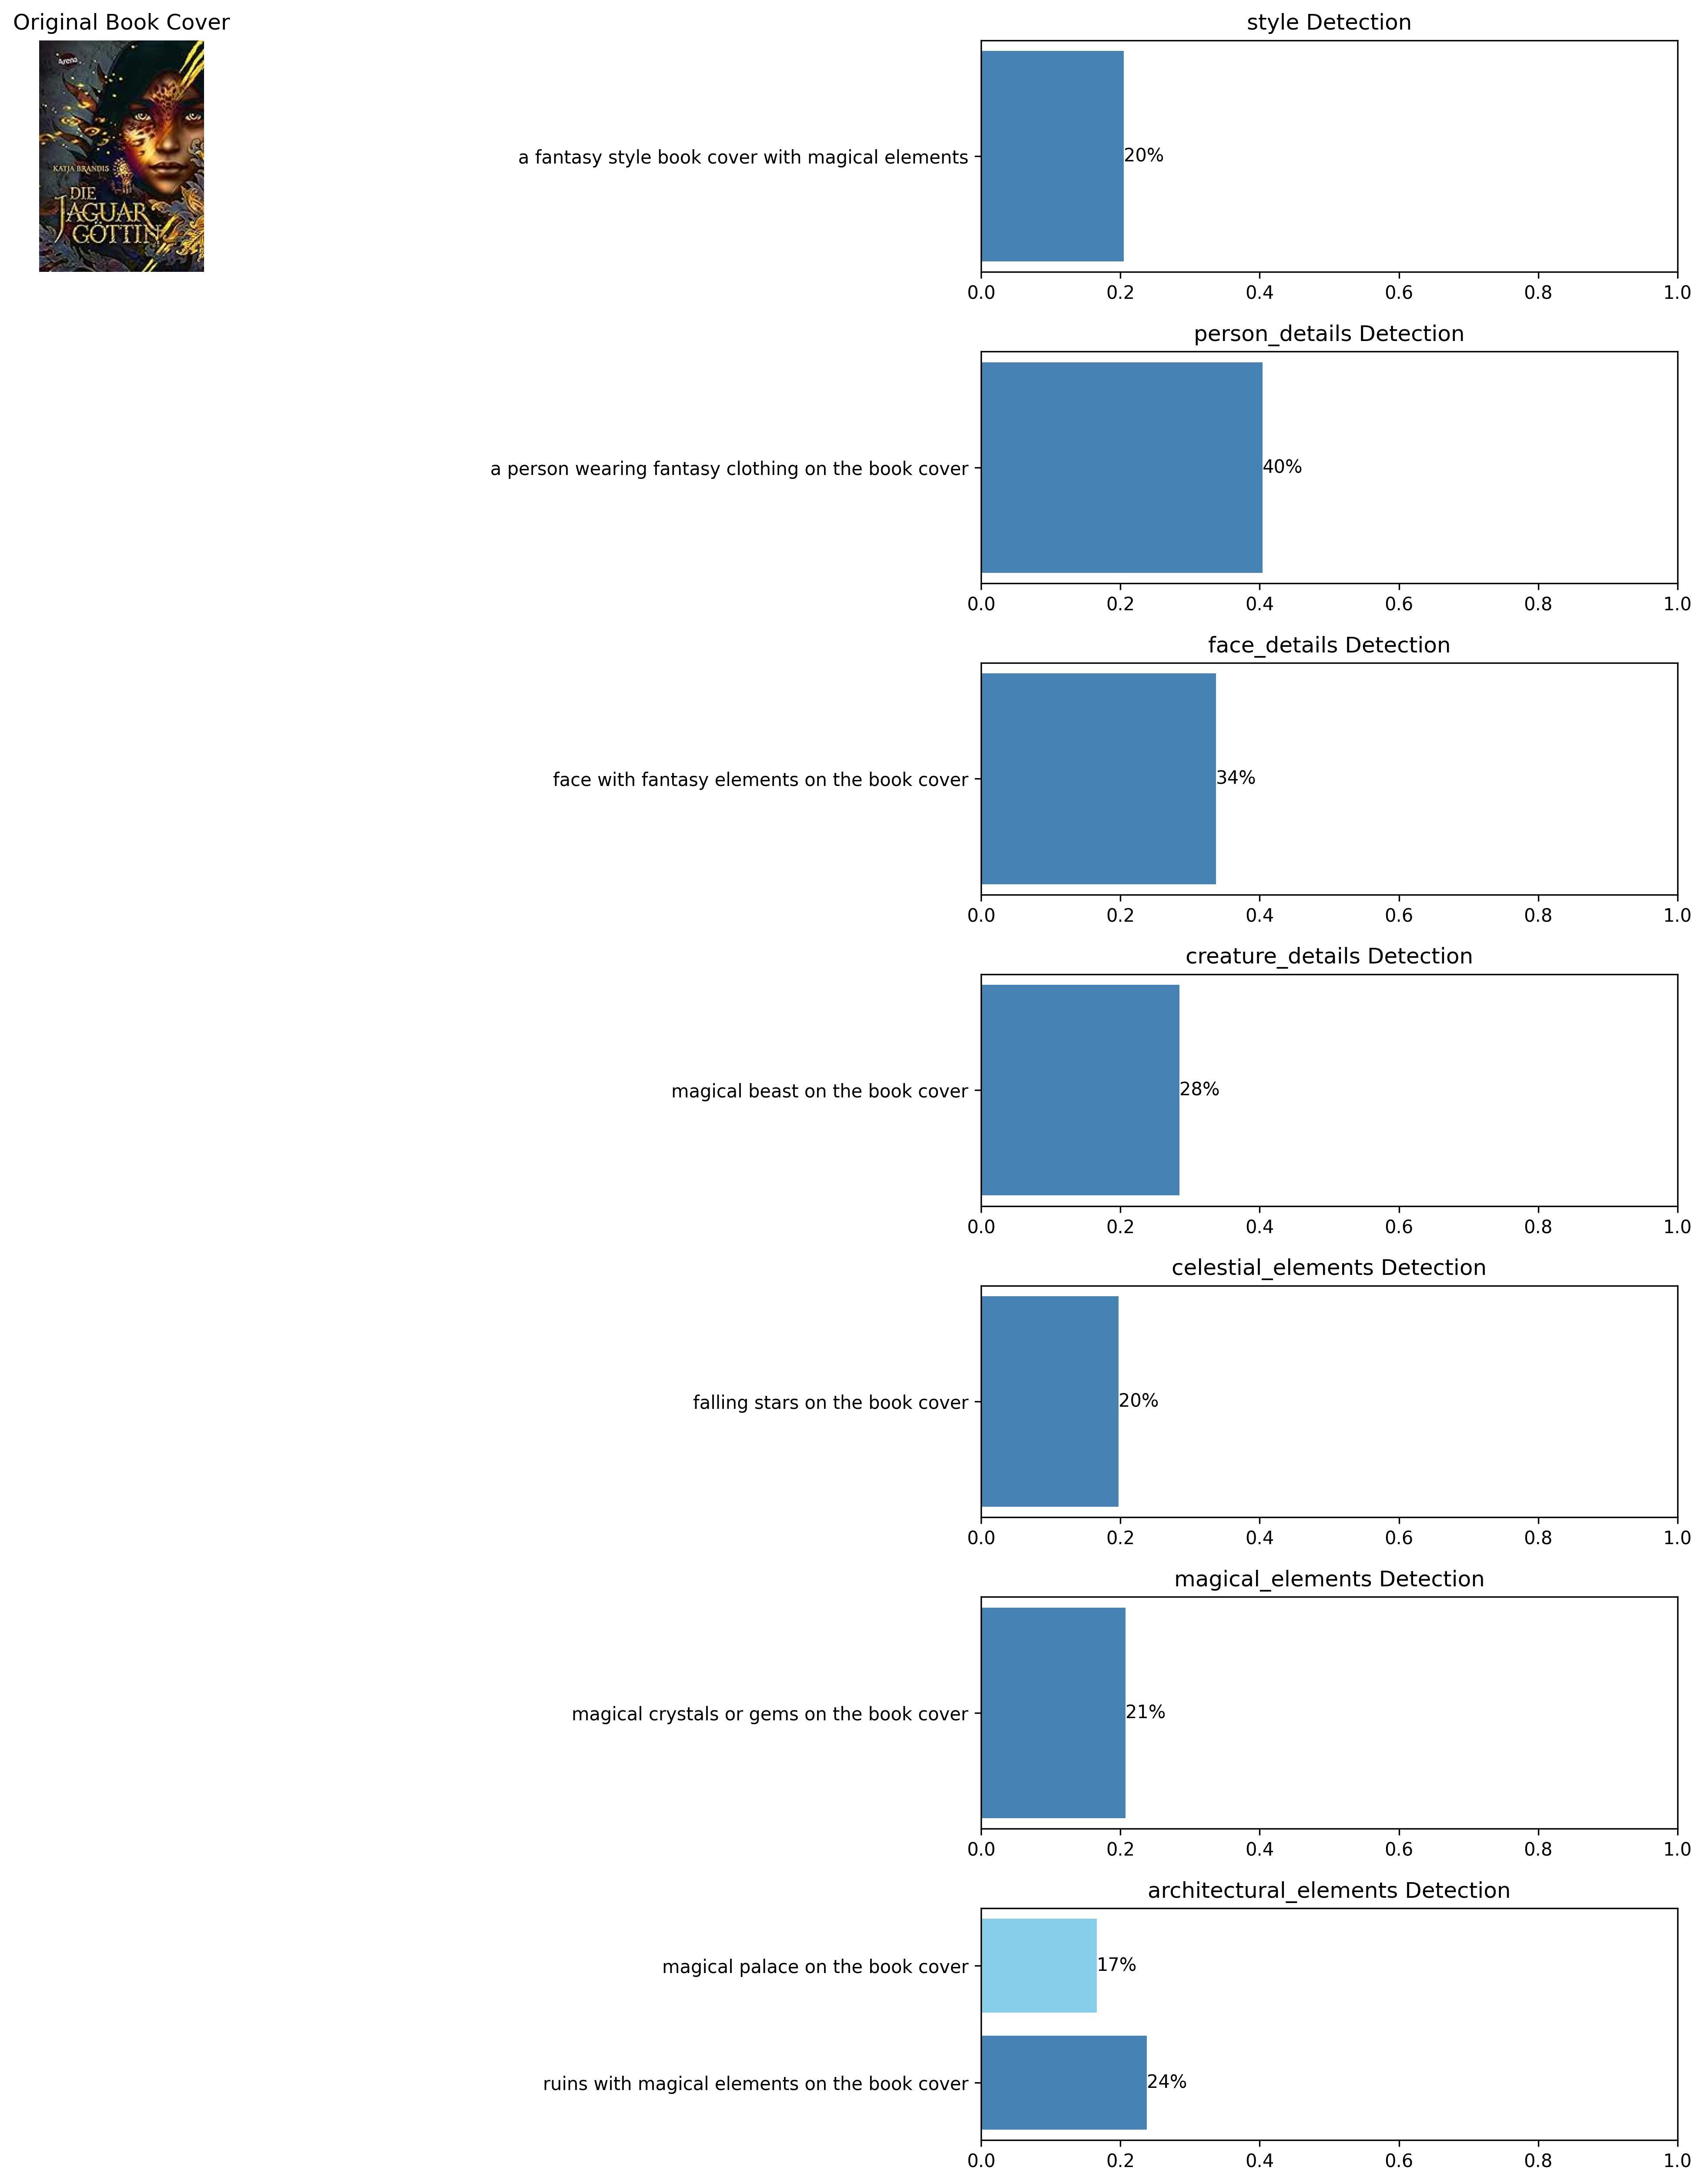 Original Book Cover
Arena
KATJA BRANDIS
DIE
JAGUAR
GÖTTIN
style Detection
a fantasy style book cover with magical elements
20%
0.0 0.2 0.4 0.6 0.8 1.0
person_details Detection
a person wearing fantasy clothing on the book cover
40%
0.0 0.2 0.4 0.6 0.8 1.0
face_details Detection
face with fantasy elements on the book cover
34%
0.0 0.2 0.4 0.6 0.8 1.0
creature_details Detection
magical beast on the book cover
28%
0.0 0.2 0.4 0.6 0.8 1.0
celestial_elements Detection
falling stars on the book cover
20%
0.0 0.2 0.4 0.6 0.8 1.0
magical_elements Detection
magical crystals or gems on the book cover
21%
0.0 0.2 0.4 0.6 0.8 1.0
architectural_elements Detection
magical palace on the book cover
17%
ruins with magical elements on the book cover
24%
0.0 0.2 0.4 0.6 0.8 1.0